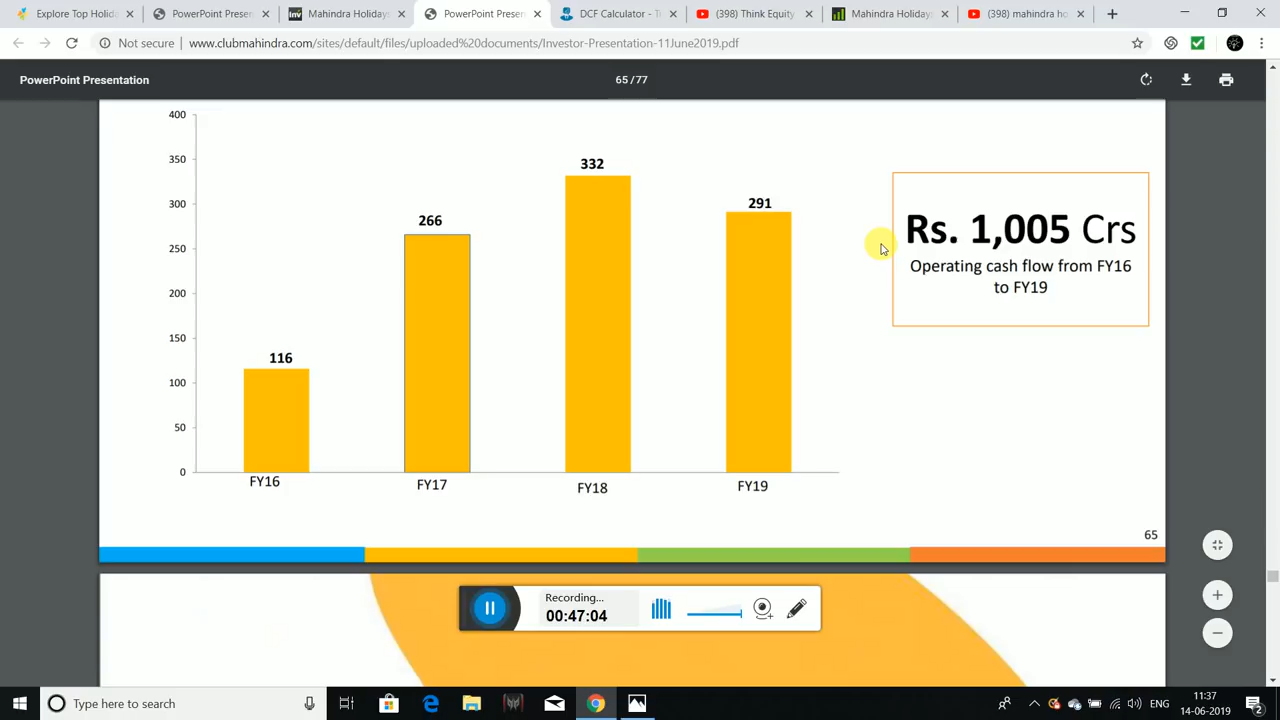 PowerPoint Presen
Explore Top Holida
PowerPoint Presen
Mahindra Holiday
PowerPoint Presen
DCF Calculator - T
(398) Think Equity
Mahindra Holiday
(398) mahindra ho
Not secure
www.clubmahindra.com/sites/default/files/uploaded%20documents/Investor-Presentation-11June2019.pdf
PowerPoint Presentation
65 / 77
400
350
300
250
200
150
100
50
0
116
266
332
291
FY16
FY17
FY18
FY19
Rs. 1,005 Crs
Operating cash flow from FY16
to FY19
65
Recording...
00:47:04
Type here to search
ENG
11:37
14-06-2019
2